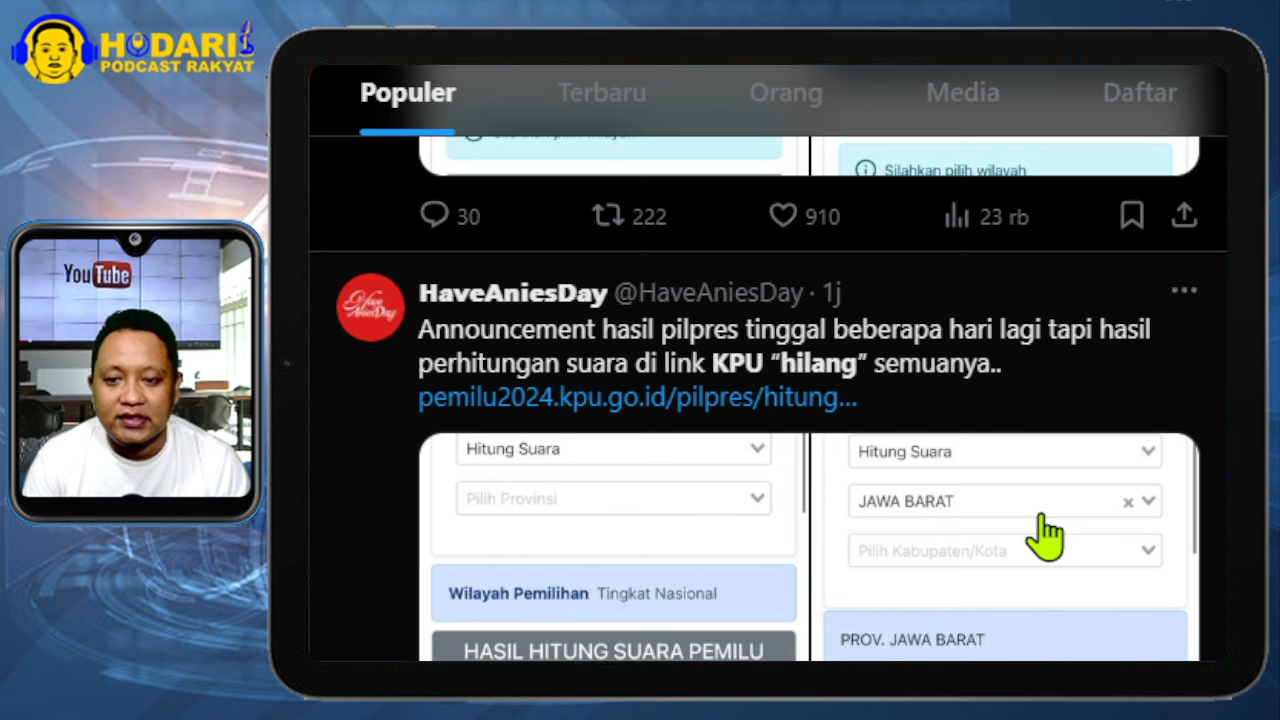 HODARI
PODCAST RAKYAT
Populer Terbaru Orang Media Daftar
Silahkan pilih wilayah
30 222 910 23 rb
YouTube
HaveAniesDay @HaveAniesDay · 1j
Have
AniesDay
Announcement hasil pilpres tinggal beberapa hari lagi tapi hasil
perhitungan suara di link KPU “hilang” semuanya..
pemilu2024.kpu.go.id/pilpres/hitung...
Hitung Suara
Pilih Provinsi
Wilayah Pemilihan Tingkat Nasional
HASIL HITUNG SUARA PEMILU
Hitung Suara
JAWA BARAT
Pilih Kabupaten/Kota
PROV. JAWA BARAT